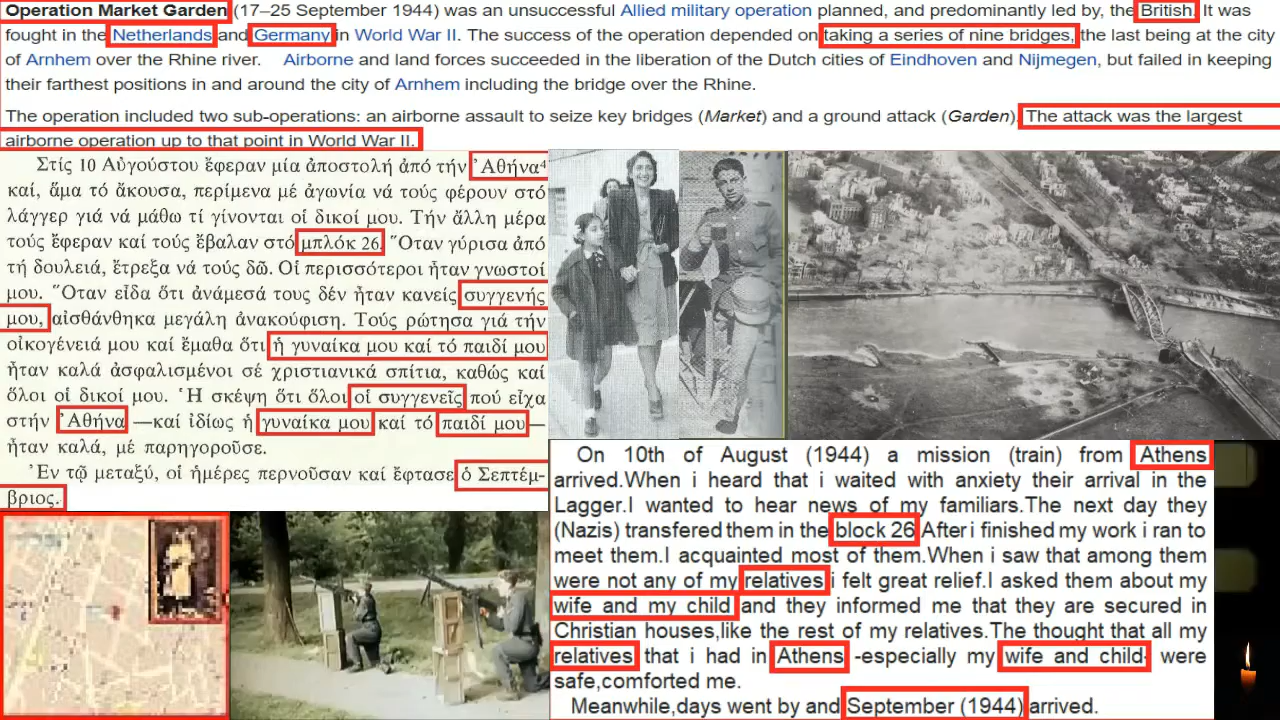 Operation Market Garden (17–25 September 1944) was an unsuccessful Allied military operation planned, and predominantly led by, the British. It was
fought in the Netherlands and Germany in World War II. The success of the operation depended on taking a series of nine bridges, the last being at the city
of Arnhem over the Rhine river. Airborne and land forces succeeded in the liberation of the Dutch cities of Eindhoven and Nijmegen, but failed in keeping
their farthest positions in and around the city of Arnhem including the bridge over the Rhine.
The operation included two sub-operations: an airborne assault to seize key bridges (Market) and a ground attack (Garden). The attack was the largest
airborne operation up to that point in World War II.
Στίς 10 Αὐγούστου ἔφεραν μία ἀποστολή ἀπό τήν Ἀθήνα⁴
καί, ἅμα τό ἄκουσα, περίμενα μέ ἀγωνία νά τούς φέρουν στό
λάγγερ γιά νά μάθω τί γίνονται οἱ δικοί μου. Τήν ἄλλη μέρα
τούς ἔφεραν καί τούς ἔβαλαν στό μπλόκ 26. Ὅταν γύρισα ἀπό
τή δουλειά, ἔτρεξα νά τούς δῶ. Οἱ περισσότεροι ἦταν γνωστοί
μου. Ὅταν εἶδα ὅτι ἀνάμεσά τους δέν ἦταν κανείς συγγενής
μου, αἰσθάνθηκα μεγάλη ἀνακούφιση. Τούς ρώτησα γιά τήν
οἰκογένειά μου καί ἔμαθα ὅτι ἡ γυναίκα μου καί τό παιδί μου
ἦταν καλά ἀσφαλισμένοι σέ χριστιανικά σπίτια, καθώς καί
ὅλοι οἱ δικοί μου. Ἡ σκέψη ὅτι ὅλοι οἱ συγγενεῖς πού εἶχα
στήν Ἀθήνα —καί ἰδίως ἡ γυναίκα μου καί τό παιδί μου—
ἦταν καλά, μέ παρηγοροῦσε.
Ἐν τῷ μεταξύ, οἱ ἡμέρες περνοῦσαν καί ἔφτασε ὁ Σεπτέμ-
βριος.
On 10th of August (1944) a mission (train) from Athens
arrived.When i heard that i waited with anxiety their arrival in the
Lagger.I wanted to hear news of my familiars.The next day they
(Nazis) transfered them in the block 26.After i finished my work i ran to
meet them.I acquainted most of them.When i saw that among them
were not any of my relatives i felt great relief.I asked them about my
wife and my child and they informed me that they are secured in
Christian houses,like the rest of my relatives.The thought that all my
relatives that i had in Athens -especially my wife and child- were
safe,comforted me.
Meanwhile,days went by and September (1944) arrived.